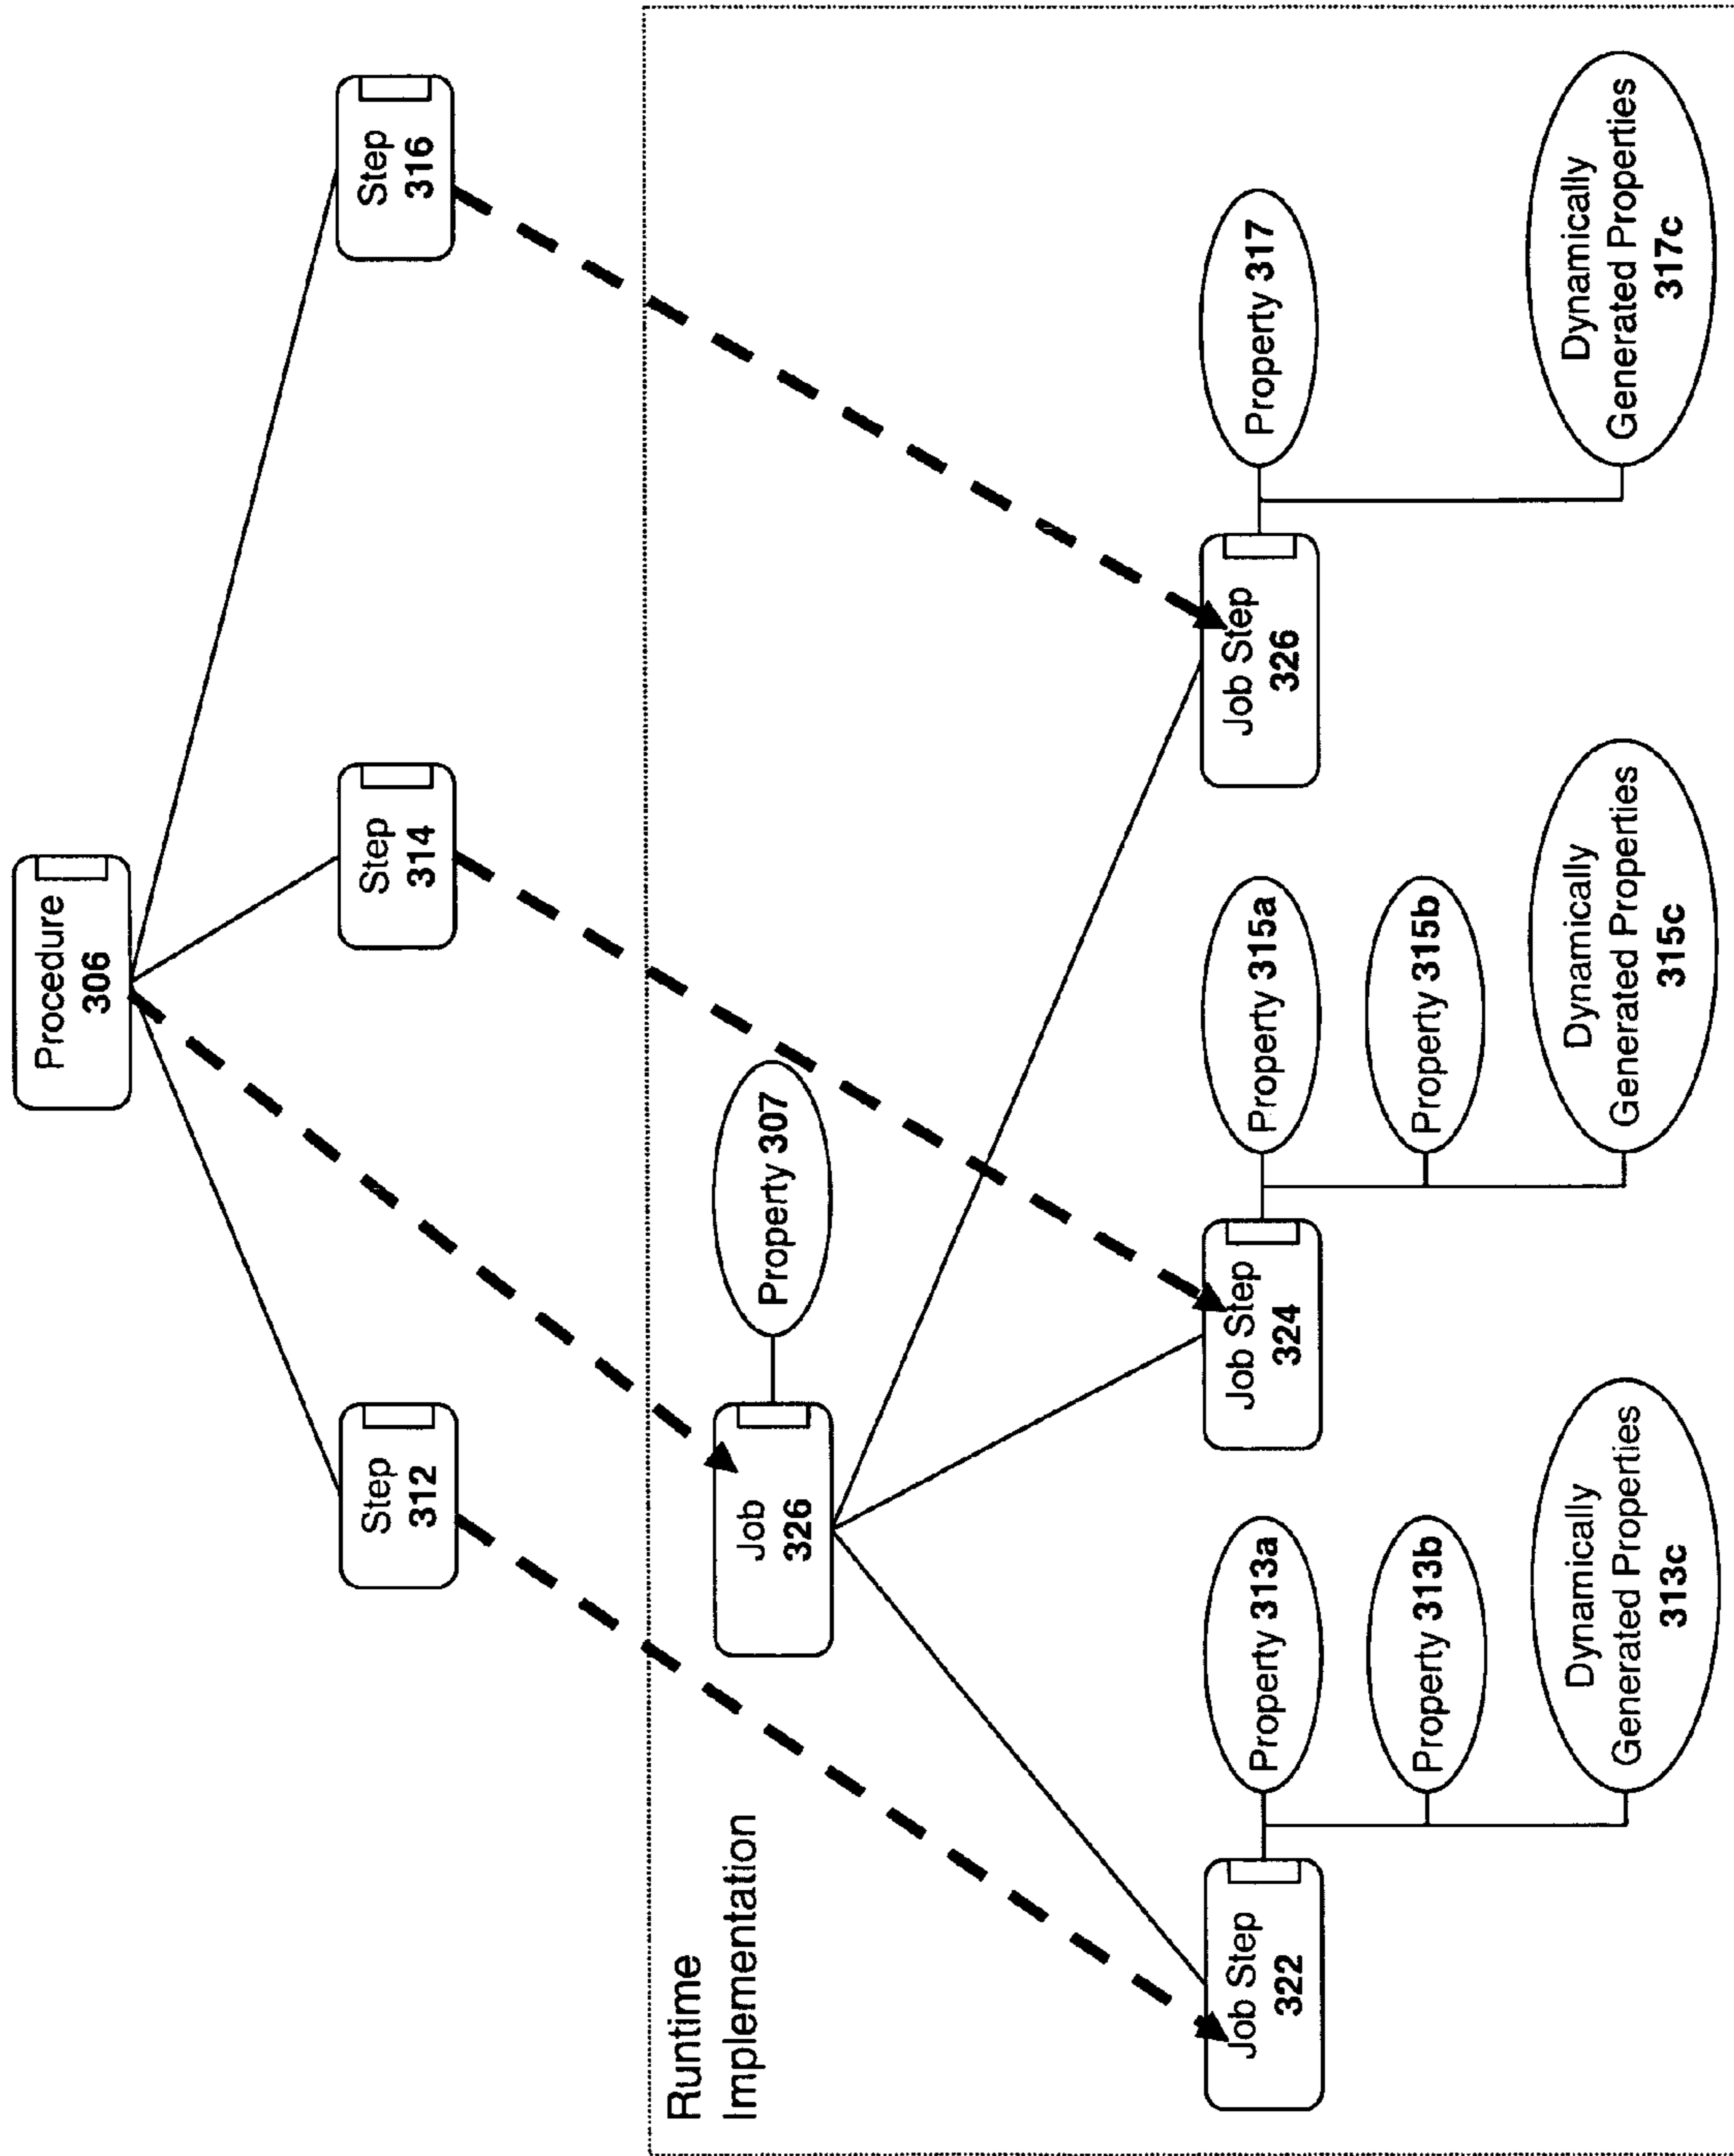 Procedure
306
Step
312
Step
314
Step
316
Runtime
Implementation
Job
326
Property 307
Job Step
322
Property 313a
Property 313b
Dynamically
Generated Properties
313c
Job Step
324
Property 315a
Property 315b
Dynamically
Generated Properties
315c
Job Step
326
Property 317
Dynamically
Generated Properties
317c